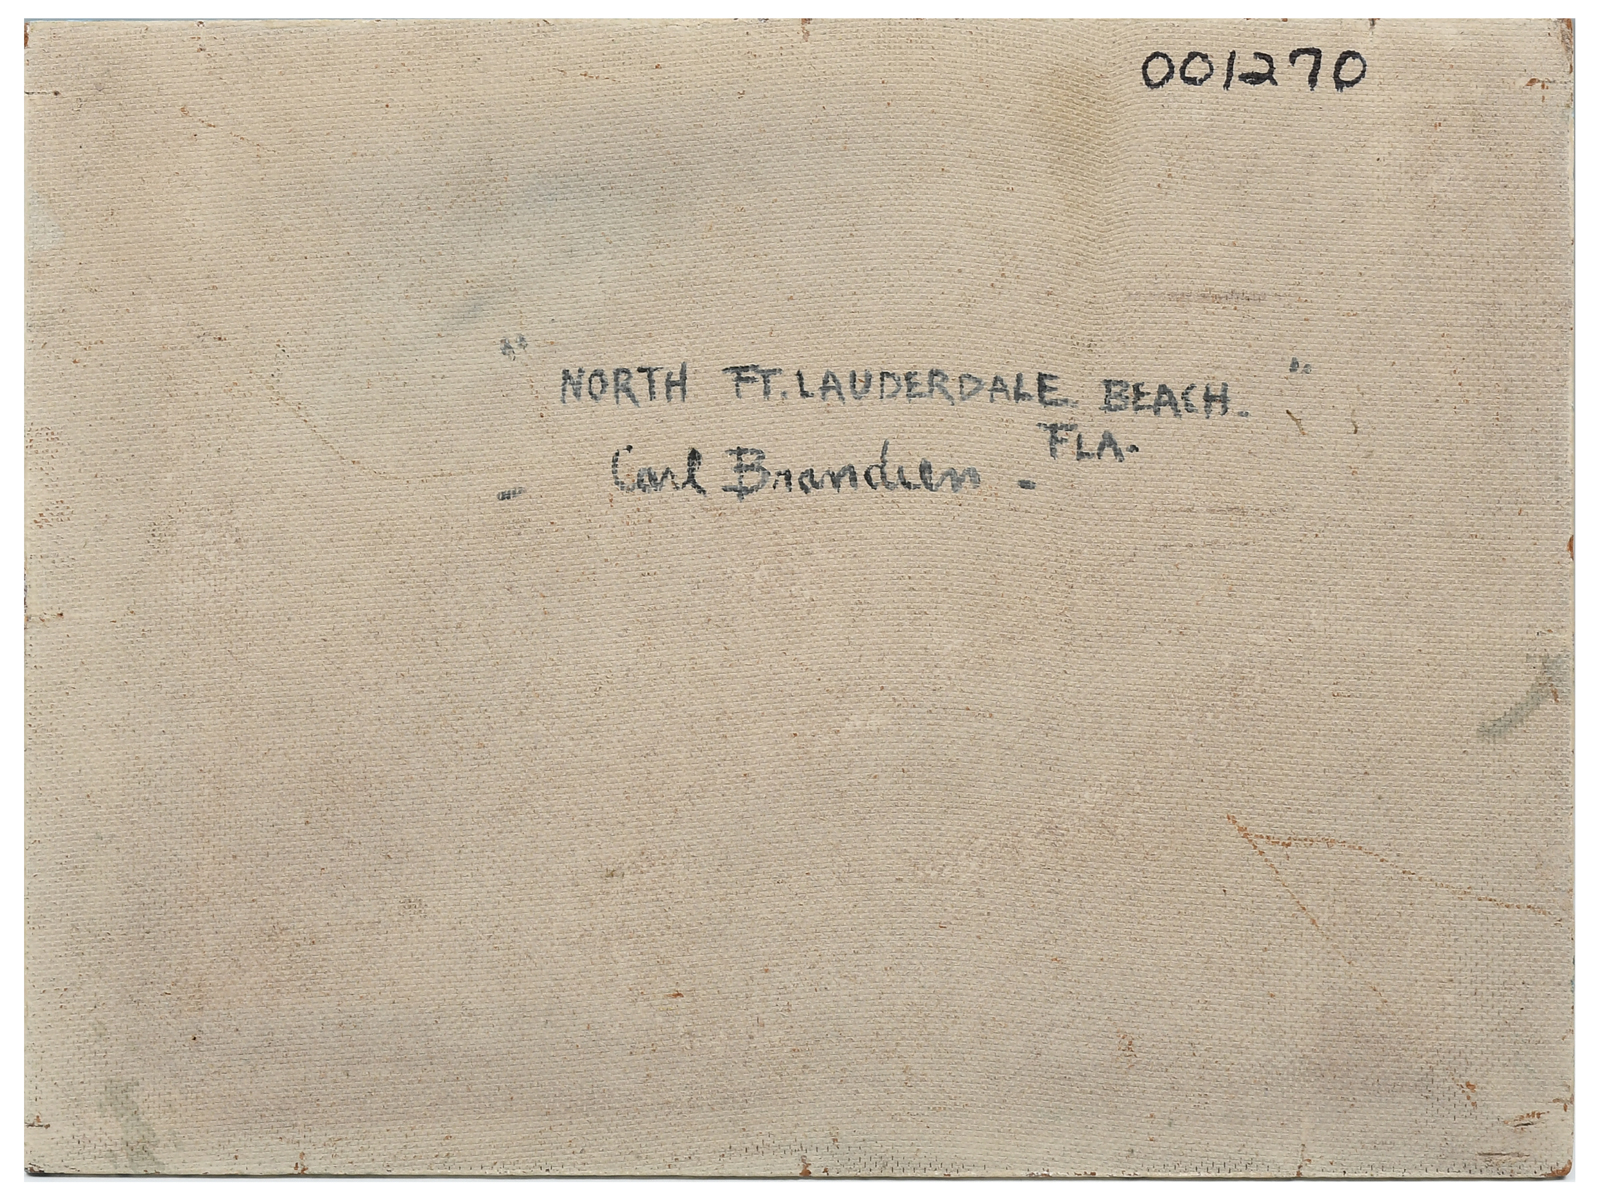 001270
" NORTH FT. LAUDERDALE. BEACH. "
FLA.
- Carl Brandien -